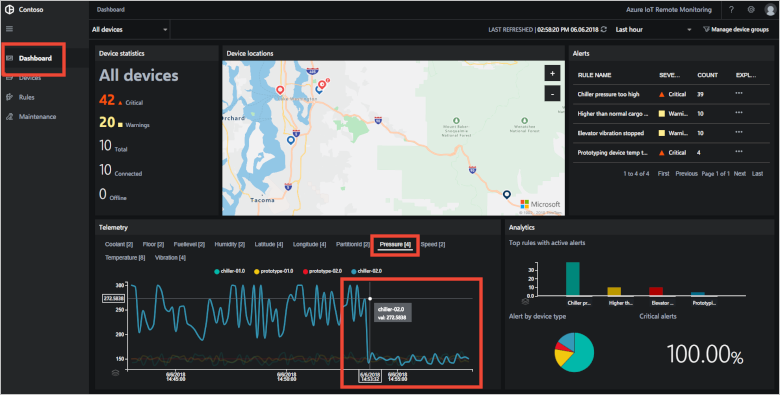 Contoso
Dashboard
Azure IoT Remote Monitoring
?
All devices
LAST REFRESHED | 02:58:20 PM 06.06.2018
Last hour
Manage device groups
Dashboard
Devices
Rules
Maintenance
Device statistics
All devices
42 Critical
20 Warnings
10 Total
10 Connected
0 Offline
Device locations
+
-
Orchard
Tacoma
Microsoft
Alerts
RULE NAME SEVE... COUNT EXPL...
Chiller pressure too high Critical 39 ...
Higher than normal cargo ... Warni... 10 ...
Elevator vibration stopped Warni... 10 ...
Prototyping device temp t... Critical 4 ...
1 to 4 of 4 First Previous Page 1 of 1 Next Last
Telemetry
Coolant [2] Floor [2] Fuellevel [2] Humidity [2] Latitude [4] Longitude [4] PartitionId [2] Pressure [4] Speed [2]
Temperature [8] Vibration [4]
chiller-01.0 prototype-01.0 prototype-02.0 chiller-02.0
300
272.5838
250
200
150
chiller-02.0
val: 272.5838
6/6/2018
14:45:00
6/6/2018
14:50:00
6/6/2018
14:53:32
6/6/2018
14:55:00
Analytics
Top rules with active alerts
30
0
Chiller pr...
Higher th...
Elevator ...
Prototypi...
Alert by device type
Critical alerts
100.00%